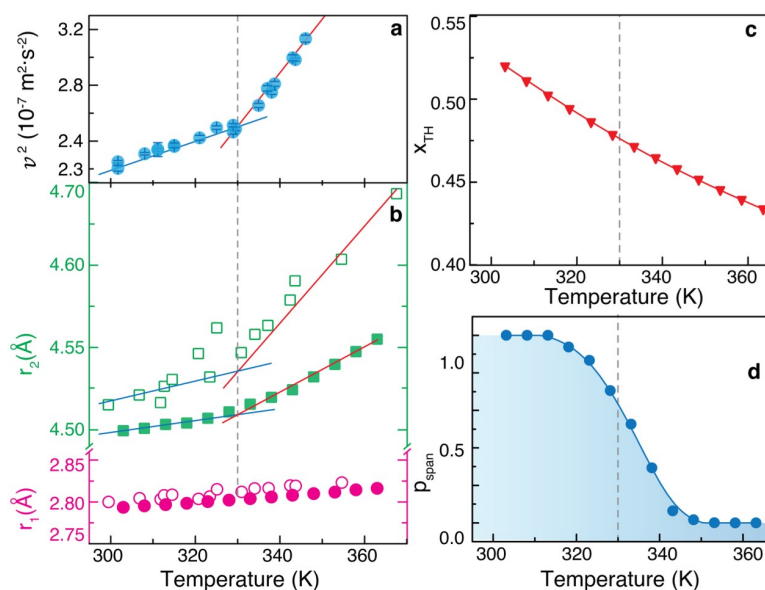 a
3.2
2.8
2.4
2.3
υ² (10⁻⁷ m²·s⁻²)
b
4.70
4.60
4.50
4.50
r₂(Å)
2.85
2.80
2.75
r₁(Å)
300 320 340 360
Temperature (K)
c
0.55
0.50
0.45
0.40
x_TH
300 320 340 360
Temperature (K)
d
1.0
0.5
0.0
p_span
300 320 340 360
Temperature (K)